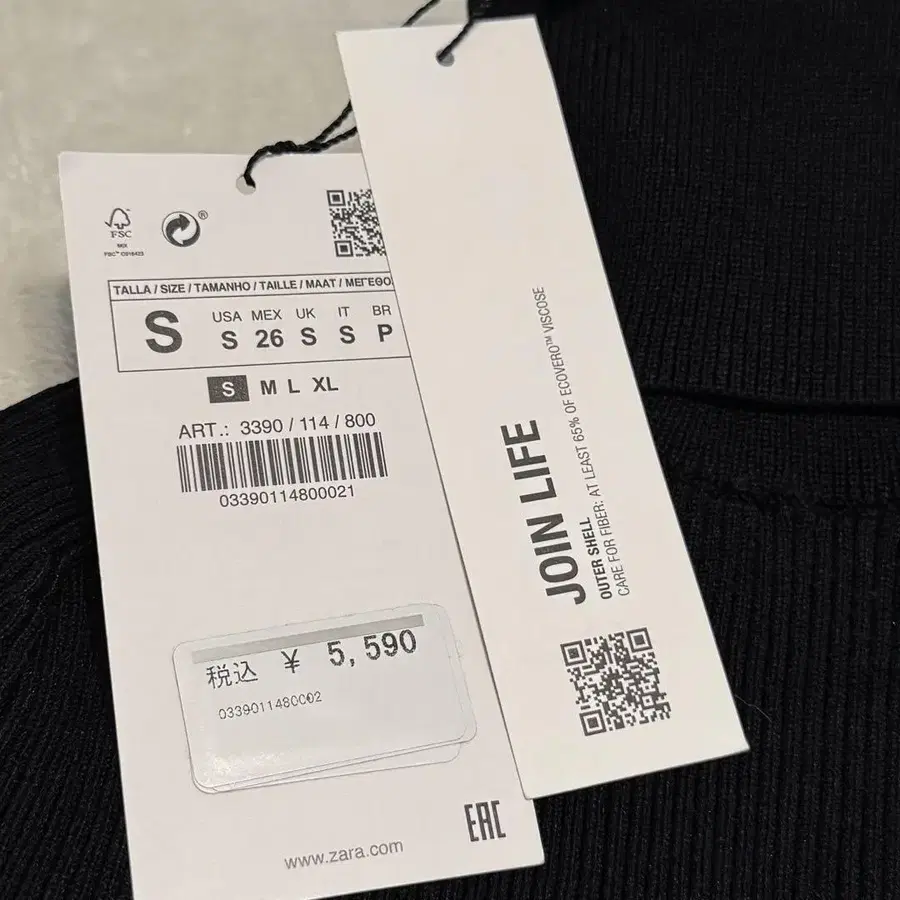 FSC
MIX
FSC™ C016423
®
TALLA / SIZE / TAMANHO / TAILLE / MAAT / ΜΕΓΕΘΟ
S
USA MEX UK IT BR
S 26 S S P
S M L XL
ART.: 3390 / 114 / 800
03390114800021
税込 ¥ 5,590
0339011480002
EAC
www.zara.com
JOIN LIFE
OUTER SHELL
CARE FOR FIBER: AT LEAST 65% OF ECOVERO™ VISCOSE